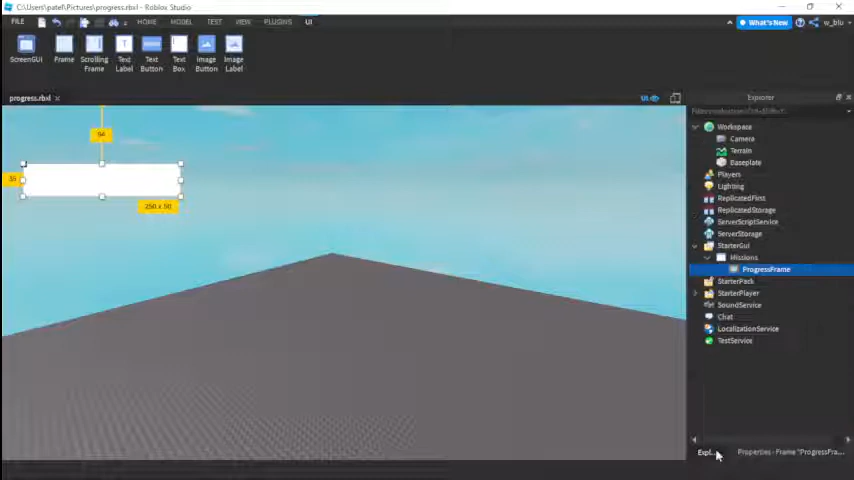 C:\Users\patel\Pictures\progress.rbxl - Roblox Studio
FILE HOME MODEL TEST VIEW PLUGINS UI What's New w_blu
ScreenGUI Frame Scrolling Frame Text Label Text Button Text Box Image Button Image Label
progress.rbxl × UI Explorer
94
35
250 x 50
Workspace
Camera
Terrain
Baseplate
Players
Lighting
ReplicatedFirst
ReplicatedStorage
ServerScriptService
ServerStorage
StarterGui
Missions
ProgressFrame
StarterPack
StarterPlayer
SoundService
Chat
LocalizationService
TestService
Expl... Properties - Frame "ProgressFra...